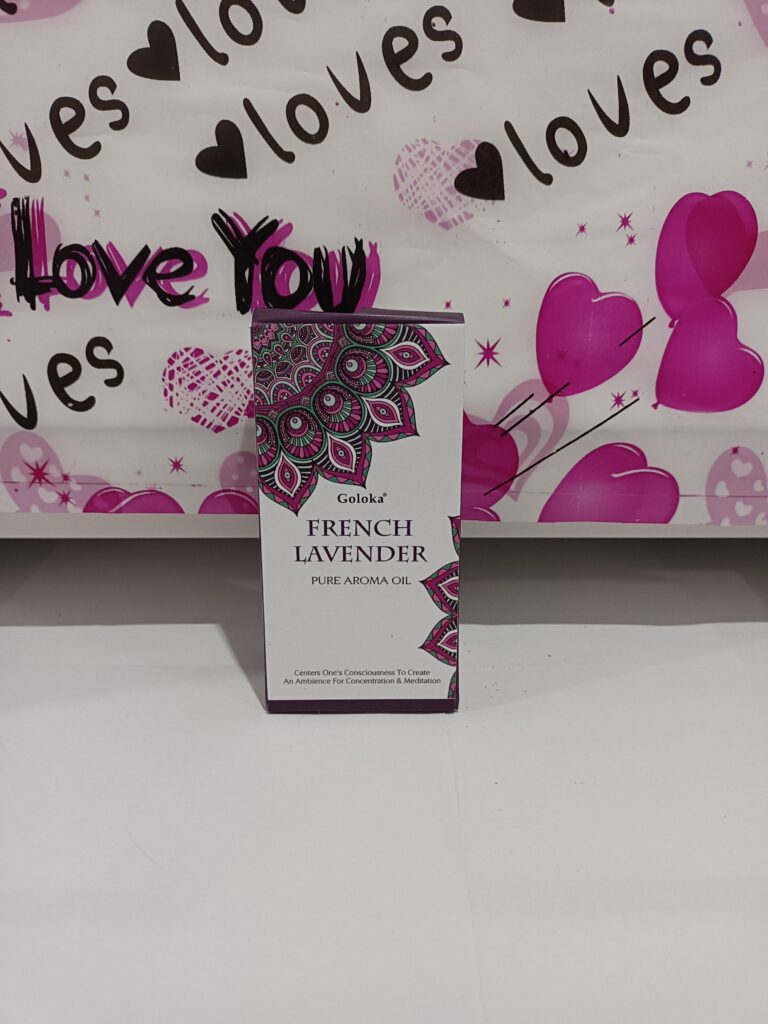 loves
loves
loves
ves
Love You
ves
Goloka®
FRENCH
LAVENDER
PURE AROMA OIL
Centers One's Consciousness To Create
An Ambience For Concentration & Meditation